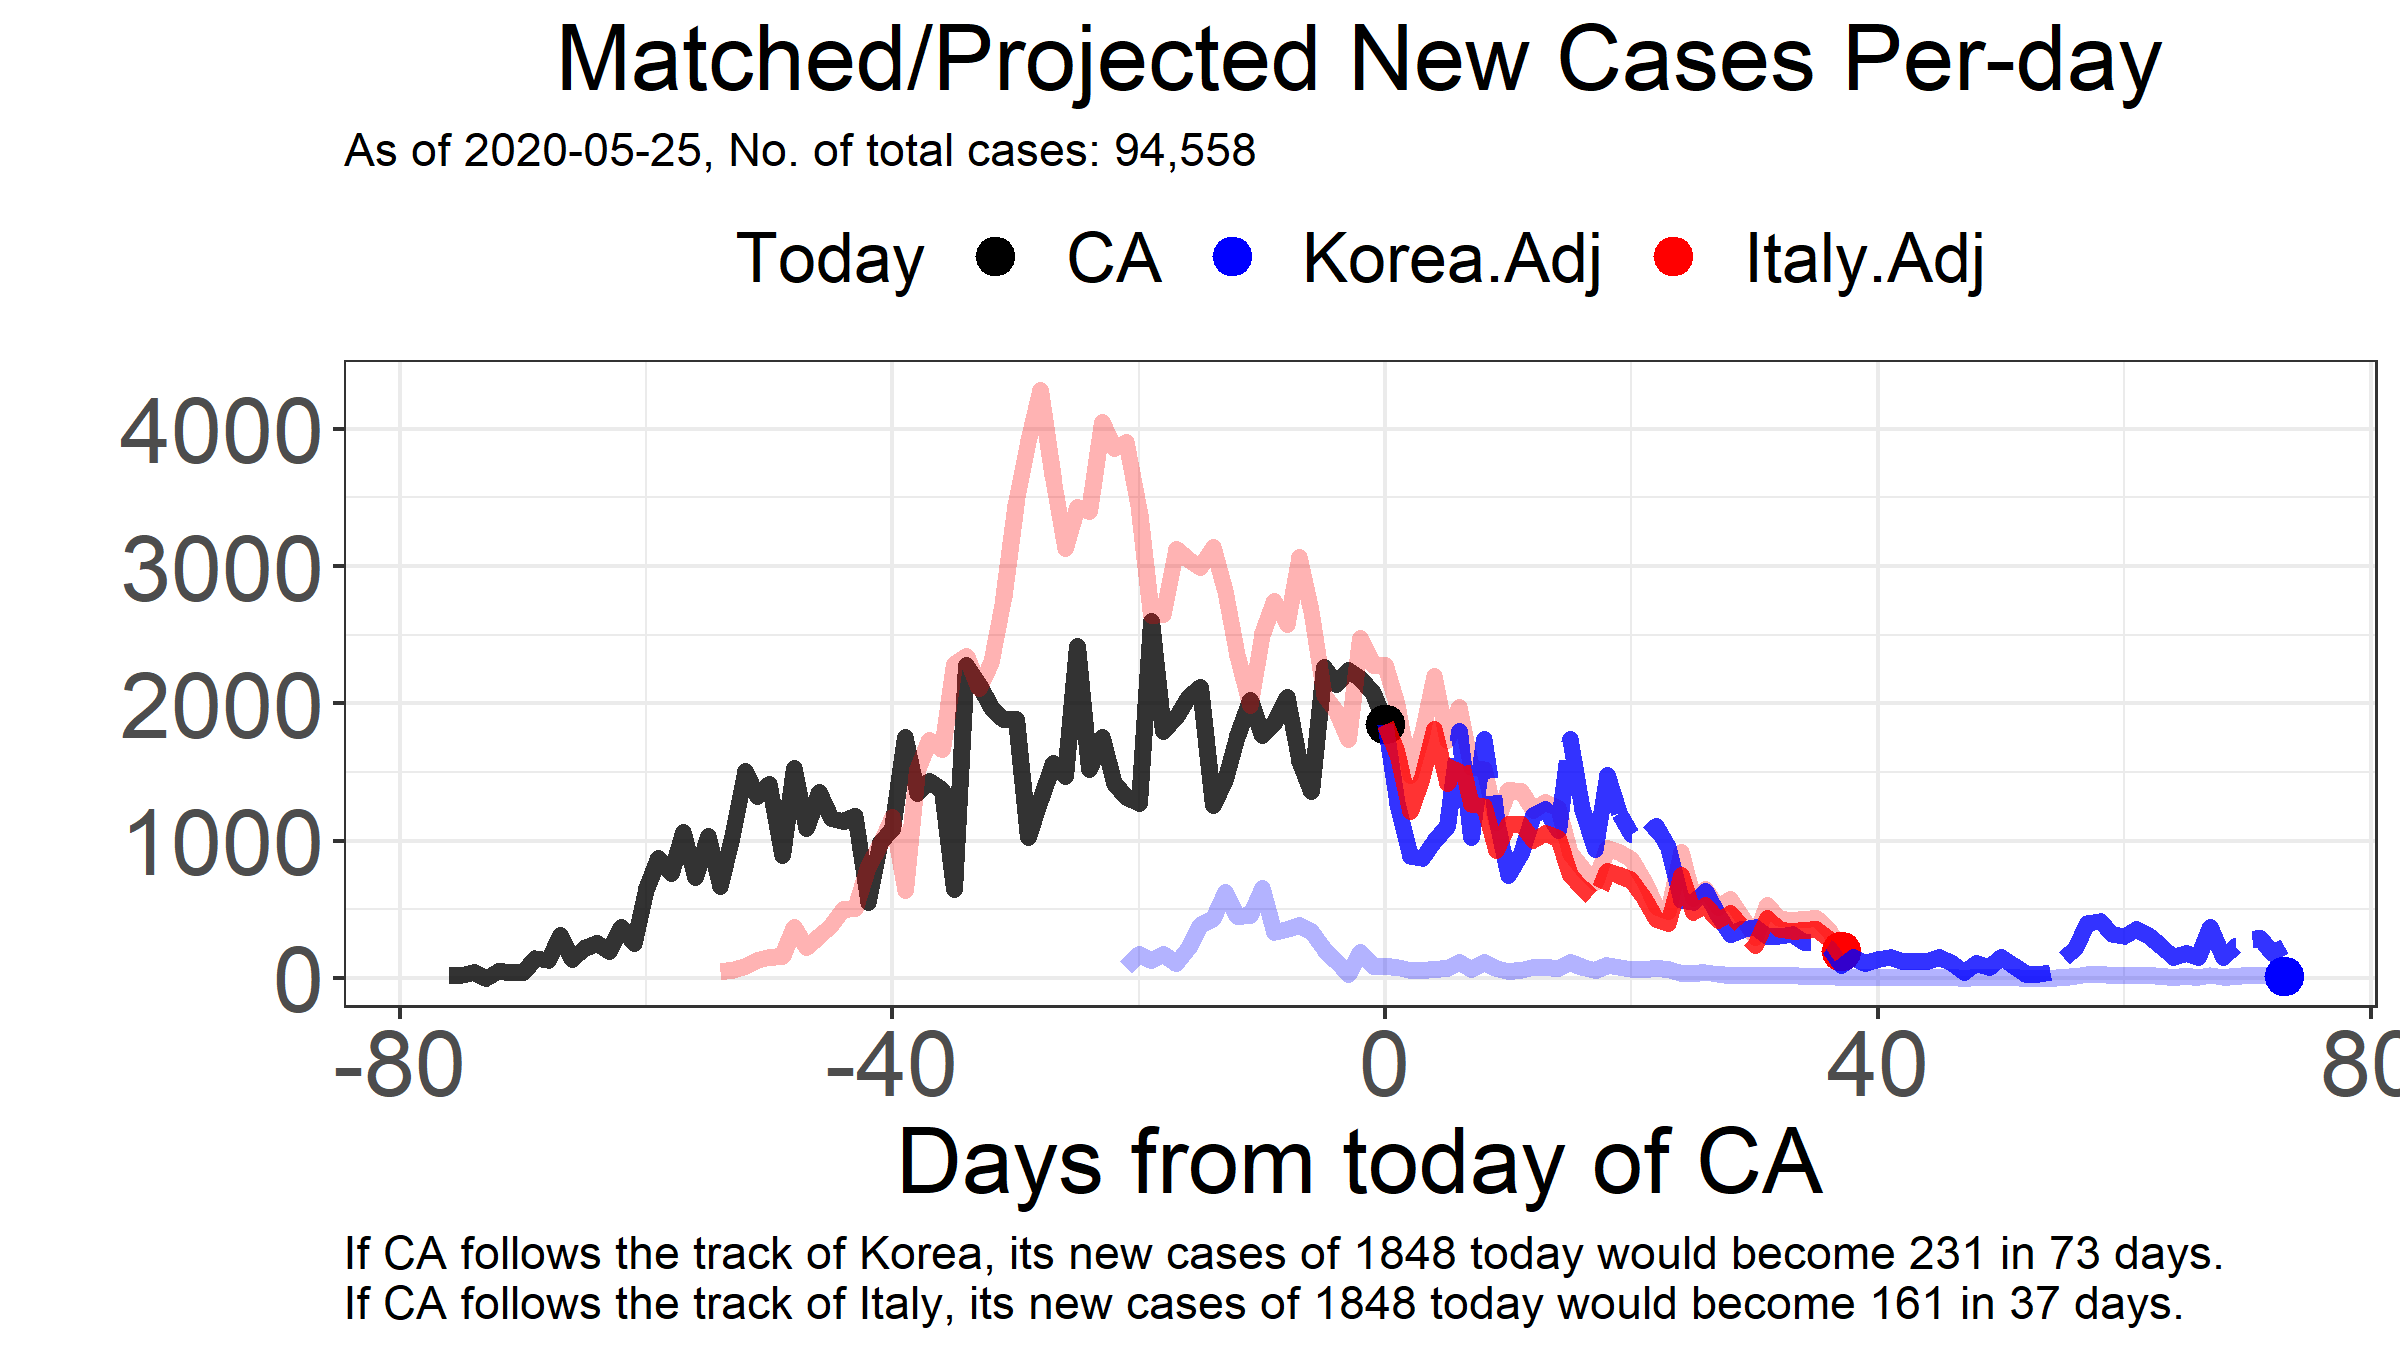 Matched/Projected New Cases Per-day
As of 2020-05-25, No. of total cases: 94,558
Today CA Korea.Adj Italy.Adj
4000
3000
2000
1000
0
-80 -40 0 40 80
Days from today of CA
If CA follows the track of Korea, its new cases of 1848 today would become 231 in 73 days.
If CA follows the track of Italy, its new cases of 1848 today would become 161 in 37 days.